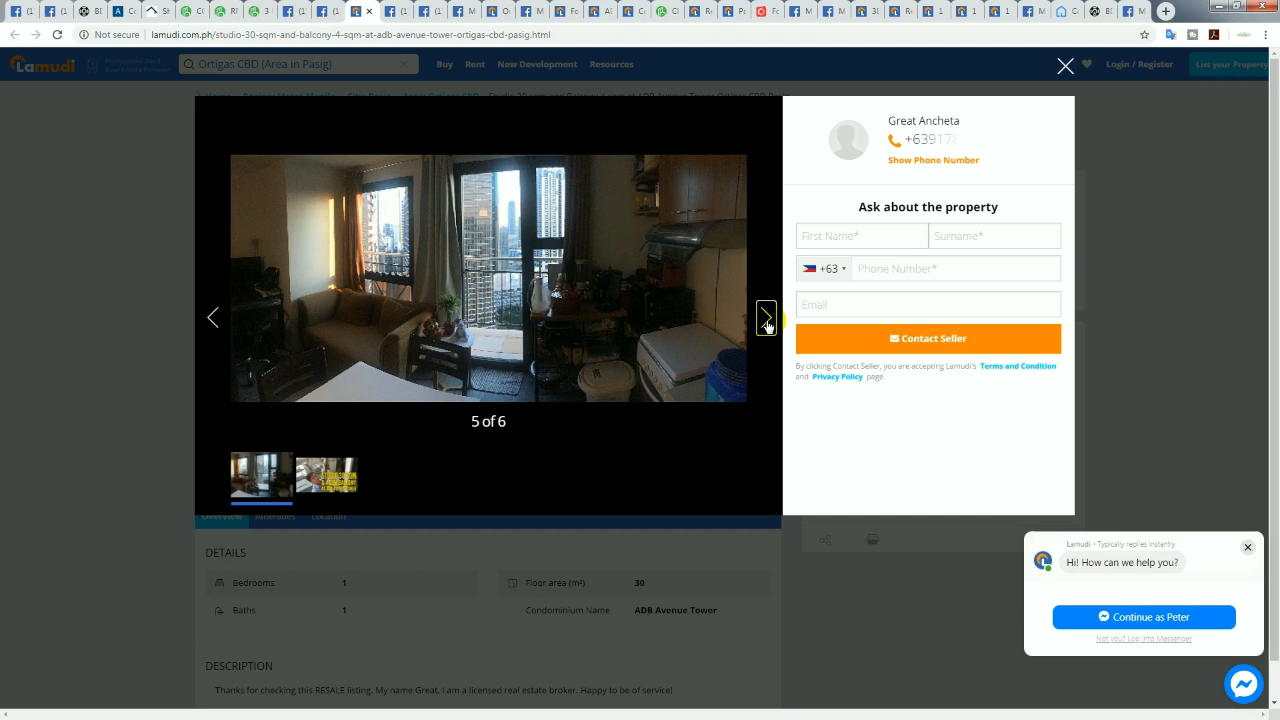 Not secure
lamudi.com.ph/studio-30-sqm-and-balcony-4-sqm-at-adb-avenue-tower-ortigas-cbd-pasig.html
Lamudi
Ortigas CBD (Area in Pasig)
Buy
Rent
New Development
Resources
Login / Register
List your Property
Great Ancheta
+639178
Show Phone Number
Ask about the property
First Name*
Surname*
+63
Phone Number*
Email
Contact Seller
By clicking Contact Seller, you are accepting Lamudi's Terms and Condition
and Privacy Policy page.
5 of 6
Overview
Amenities
Location
DETAILS
Bedrooms 1
Floor area (m²) 30
Baths 1
Condominium Name ADB Avenue Tower
DESCRIPTION
Thanks for checking this RESALE listing. My name Great, I am a licensed real estate broker. Happy to be of service!
Lamudi • Typically replies instantly
Hi! How can we help you?
Continue as Peter
Not you? Log into Messenger